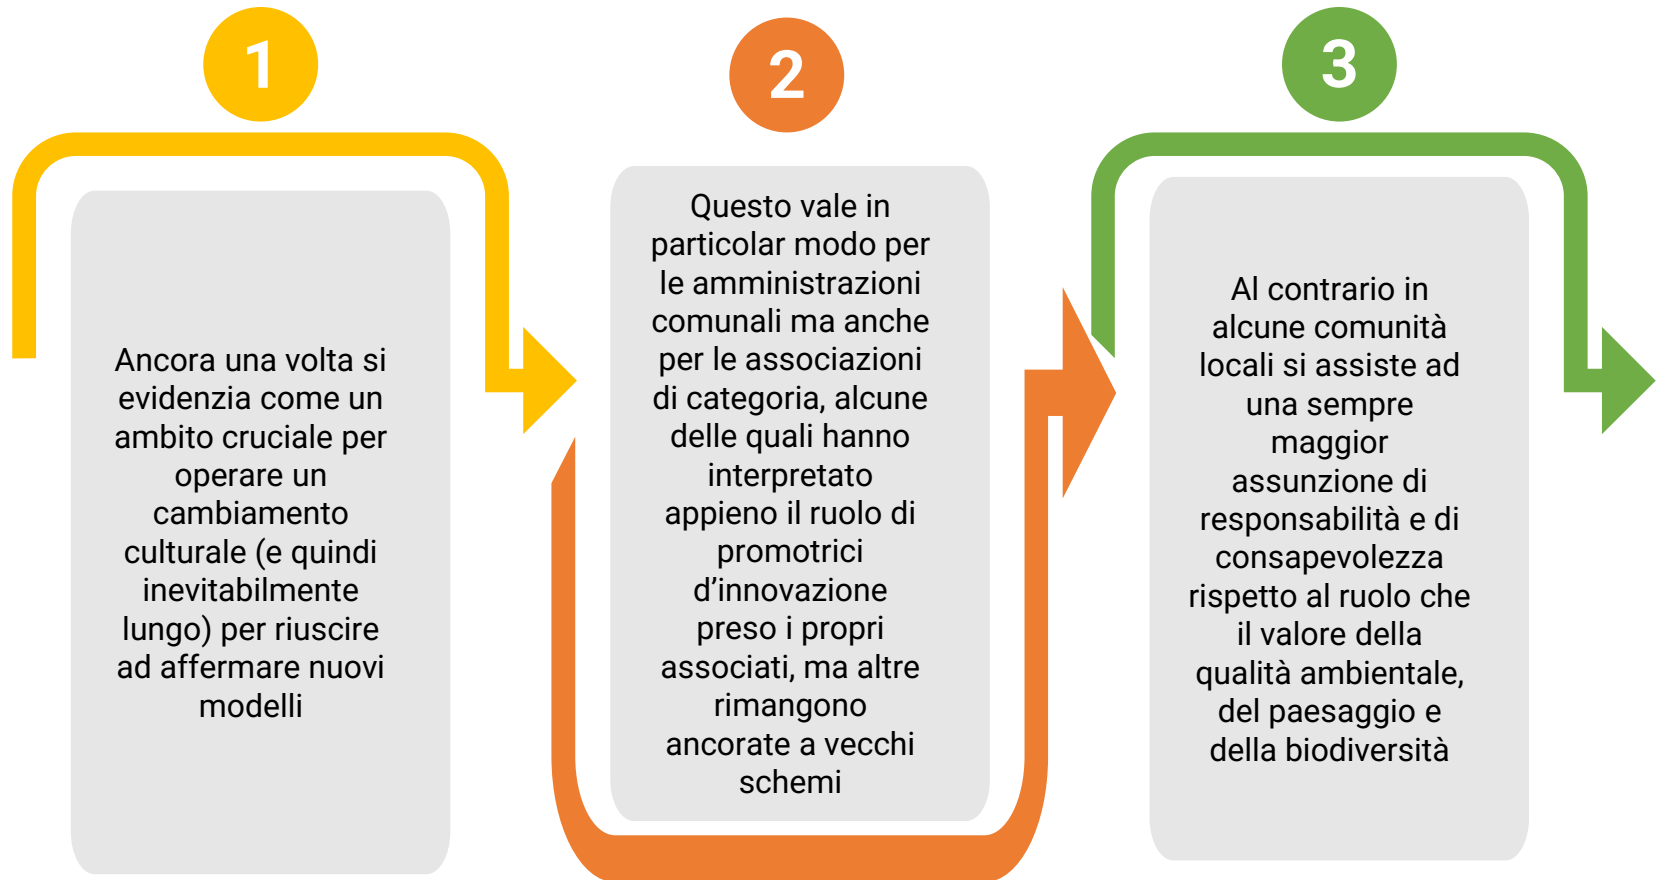 1
Ancora una volta si
evidenzia come un
ambito cruciale per
operare un
cambiamento
culturale (e quindi
inevitabilmente
lungo) per riuscire
ad affermare nuovi
modelli
2
Questo vale in
particolar modo per
le amministrazioni
comunali ma anche
per le associazioni
di categoria, alcune
delle quali hanno
interpretato
appieno il ruolo di
promotrici
d’innovazione
preso i propri
associati, ma altre
rimangono
ancorate a vecchi
schemi
3
Al contrario in
alcune comunità
locali si assiste ad
una sempre
maggior
assunzione di
responsabilità e di
consapevolezza
rispetto al ruolo che
il valore della
qualità ambientale,
del paesaggio e
della biodiversità